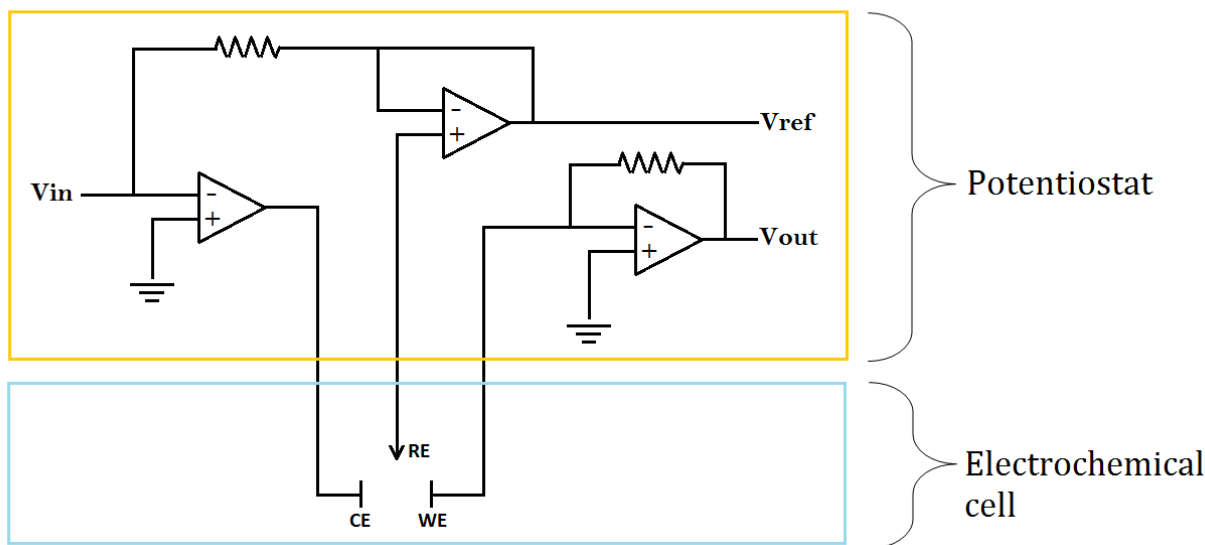 Vref
Vin
Vout
-
+
-
+
-
+
Potentiostat
RE
CE
WE
Electrochemical
cell